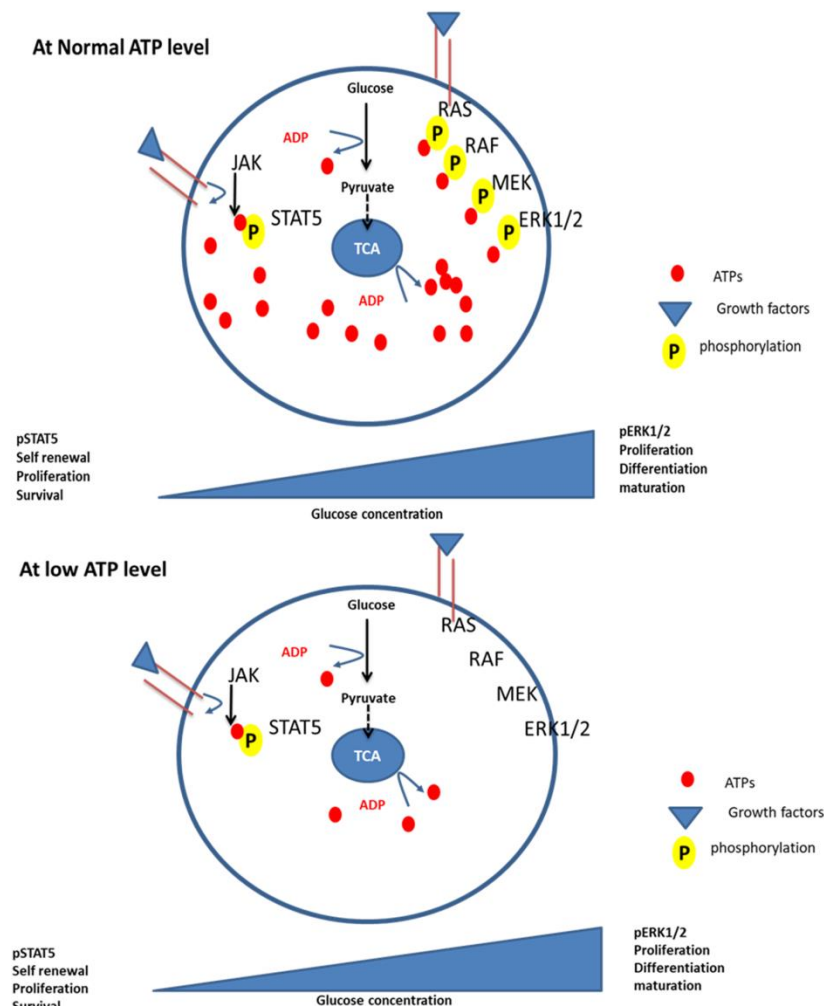 At Normal ATP level
Glucose
RAS
P
ADP
RAF
P
JAK
MEK
Pyruvate
P
STAT5
ERK1/2
P
P
TCA
ADP
ATPs
Growth factors
P
phosphorylation
pSTAT5
Self renewal
Proliferation
Survival
pERK1/2
Proliferation
Differentiation
maturation
Glucose concentration
At low ATP level
Glucose
RAS
ADP
RAF
JAK
MEK
Pyruvate
STAT5
ERK1/2
P
TCA
ADP
ATPs
Growth factors
P
phosphorylation
pSTAT5
Self renewal
Proliferation
Survival
pERK1/2
Proliferation
Differentiation
maturation
Glucose concentration